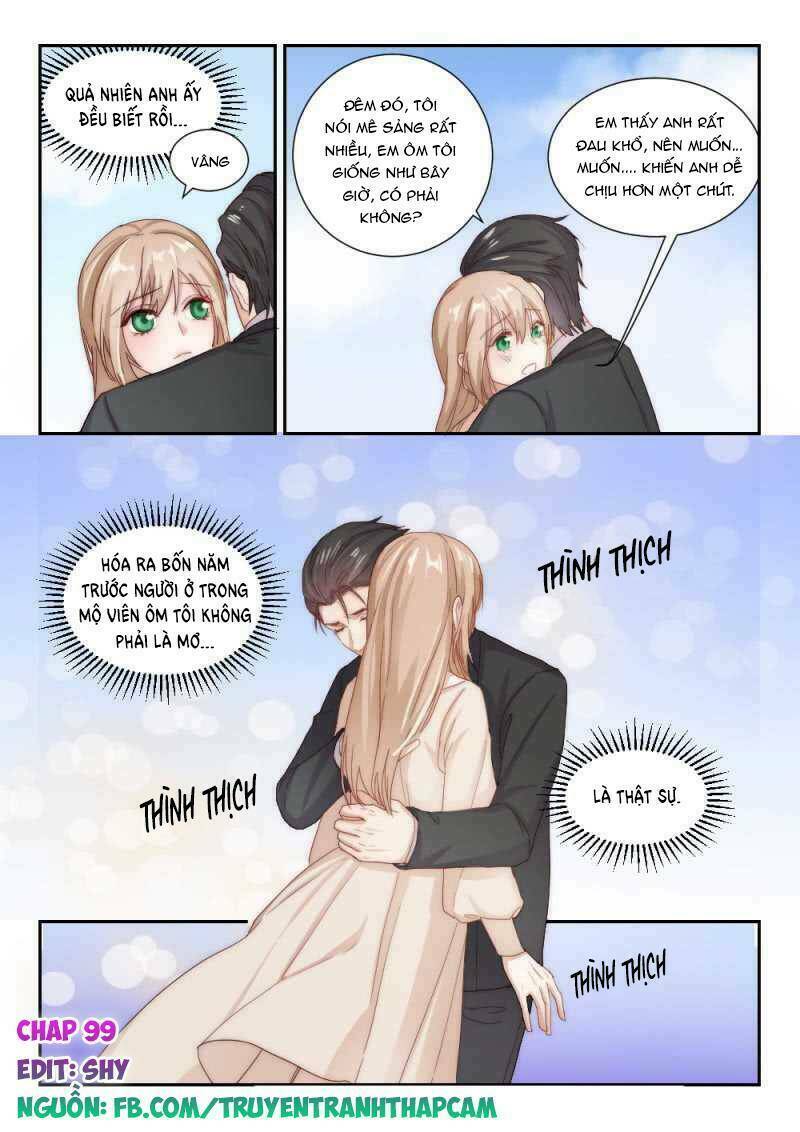 QUẢ NHIÊN ANH ẤY
ĐỀU BIẾT RỒI...
VÂNG
ĐÊM ĐÓ, TÔI
NÓI MÊ SẢNG RẤT
NHIỀU, EM ÔM TÔI
GIỐNG NHƯ BÂY
GIỜ, CÓ PHẢI
KHÔNG?
EM THẤY ANH RẤT
ĐAU KHỔ, NÊN MUỐN...
MUỐN.... KHIẾN ANH DỄ
CHỊU HƠN MỘT CHÚT.
HÓA RA BỐN NĂM
TRƯỚC NGƯỜI Ở TRONG
MỘ VIÊN ÔM TÔI KHÔNG
PHẢI LÀ MƠ...
THÌNH THỊCH
THÌNH THỊCH
LÀ THẬT SỰ.
THÌNH THỊCH
CHAP 99
EDIT: SHY
NGUỒN: FB.COM/TRUYENTRANHTHAPCAM